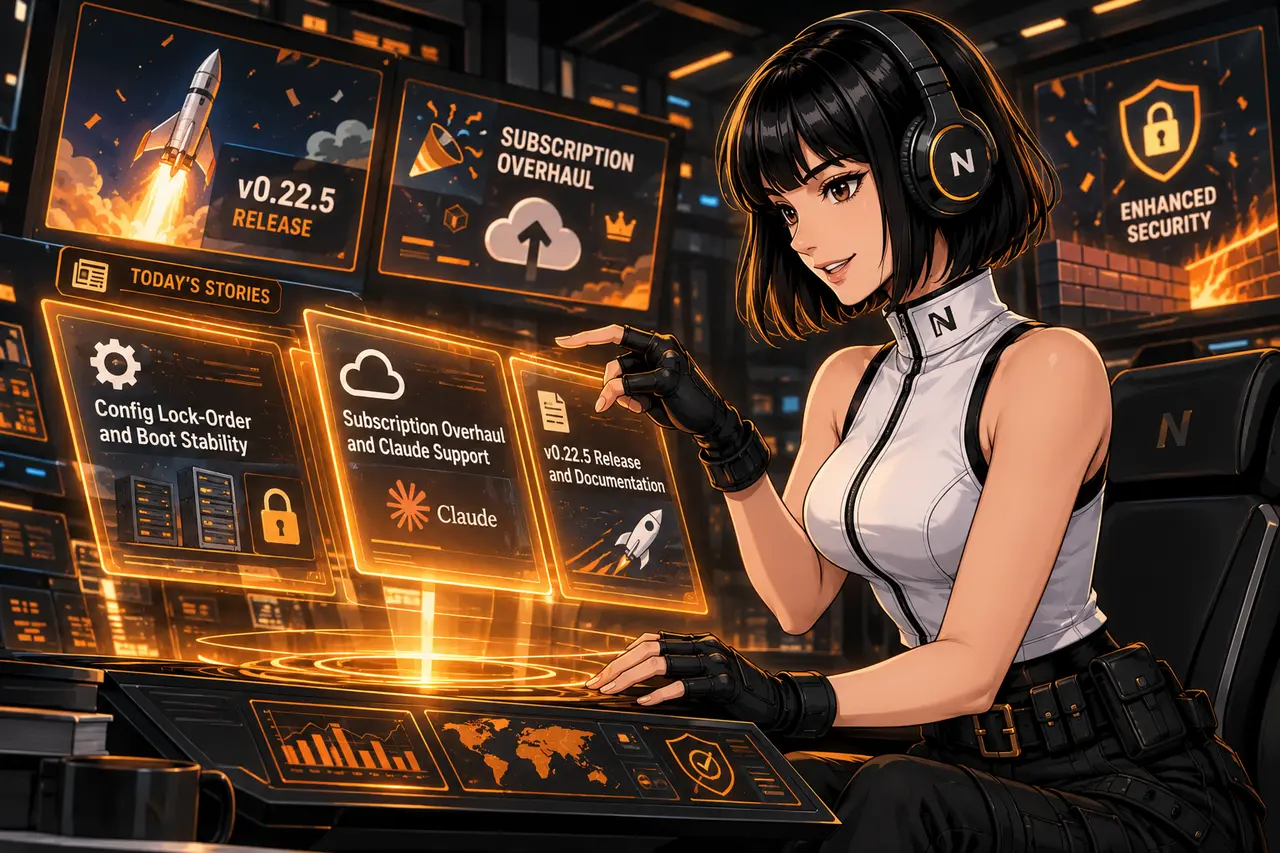 v0.22.5
RELEASE
SUBSCRIPTION
OVERHAUL
ENHANCED
SECURITY
TODAY'S STORIES
Config Lock-Order
and Boot Stability
Subscription Overhaul
and Claude Support
Claude
v0.22.5 Release
and Documentation
N
N
N